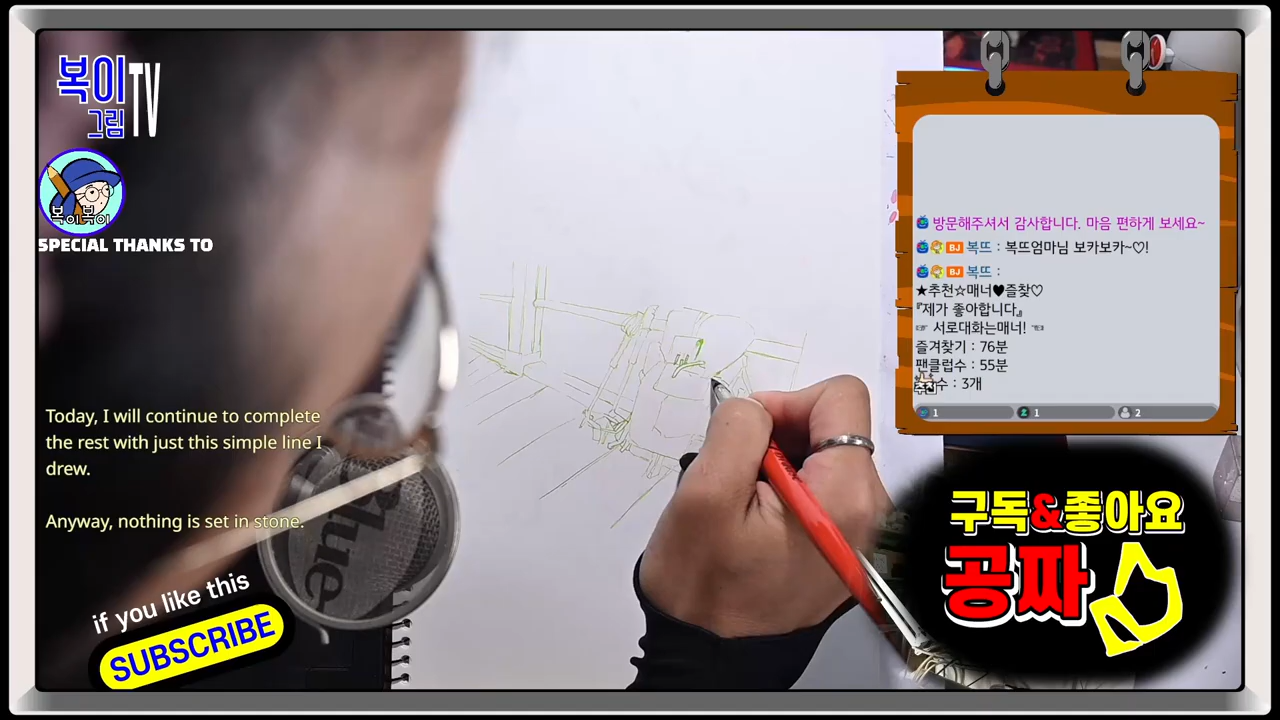 복이TV
그림
복이복이
SPECIAL THANKS TO
방문해주셔서 감사합니다. 마음 편하게 보세요~
BJ 복뜨 : 복뜨엄마님 보카보카~♡!
BJ 복뜨 :
★추천☆매너♥즐찾♡
『제가 좋아합니다』
☞ 서로대화는매너! ☜
즐겨찾기 : 76분
팬클럽수 : 55분
수 : 3개
1 1 2
Today, I will continue to complete
the rest with just this simple line I
drew.
Anyway, nothing is set in stone.
Blue
if you like this
SUBSCRIBE
구독&좋아요
공짜